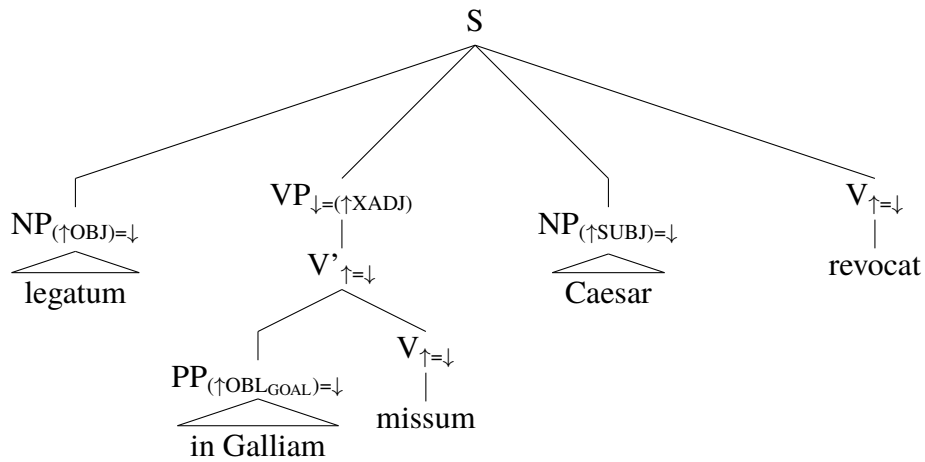 S
NP(↑OBJ)=↓ VP↓=(↑XADJ) NP(↑SUBJ)=↓ V↑=↓
legatum V’↑=↓ Caesar revocat
PP(↑OBLGOAL)=↓ V↑=↓
in Galliam missum